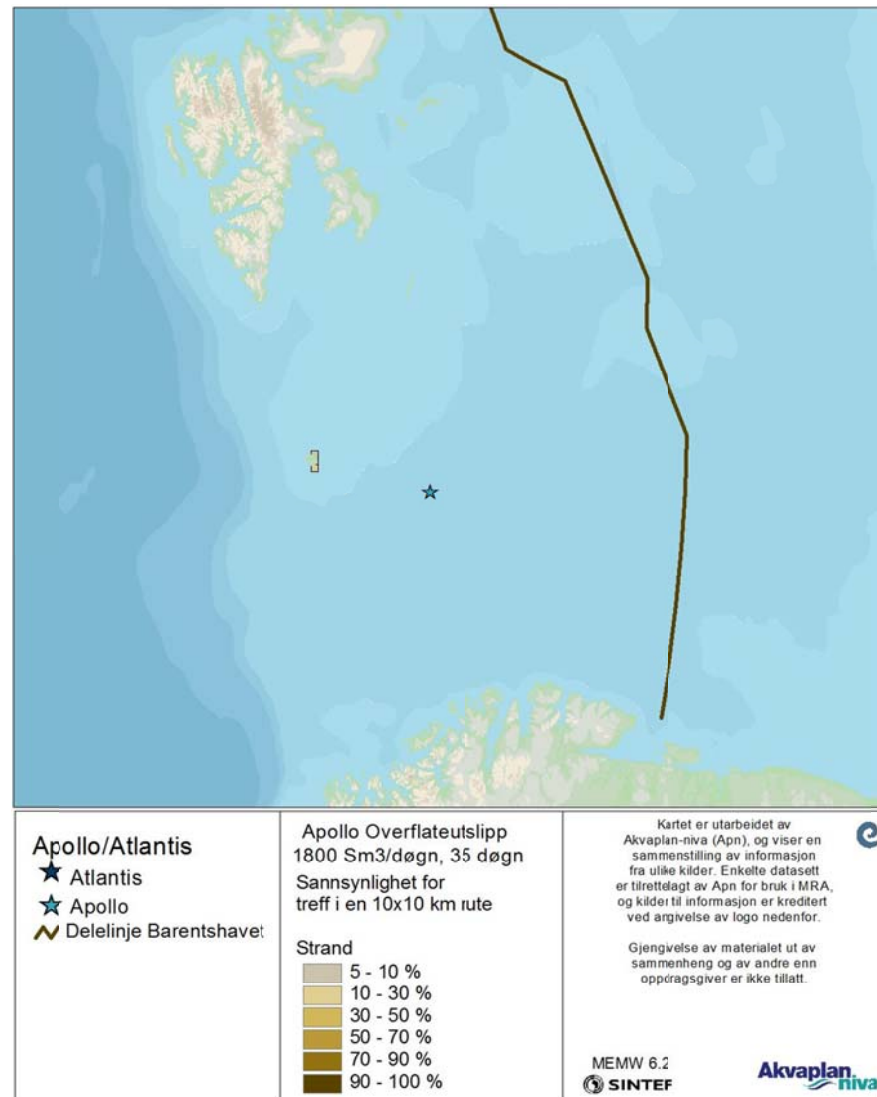 Apollo/Atlantis
Atlantis
Apollo
Delelinje Barentshavet
Apollo Overflateutslipp
1800 Sm3/døgn, 35 døgn
Sannsynlighet for
treff i en 10x10 km rute
Strand
5 - 10 %
10 - 30 %
30 - 50 %
50 - 70 %
70 - 90 %
90 - 100 %
Kartet er utarbeidet av
Akvaplan-niva (Apn), og viser en
sammenstilling av informasjon
fra ulike kilder. Enkelte datasett
er tilrettelagt av Apn for bruk i MRA,
og kilder til informasjon er kreditert
ved angivelse av logo nedenfor.
Gjengivelse av materialet ut av
sammenheng og av andre enn
oppdragsgiver er ikke tillatt.
MEMW 6.2
SINTEF
Akvaplan
niva